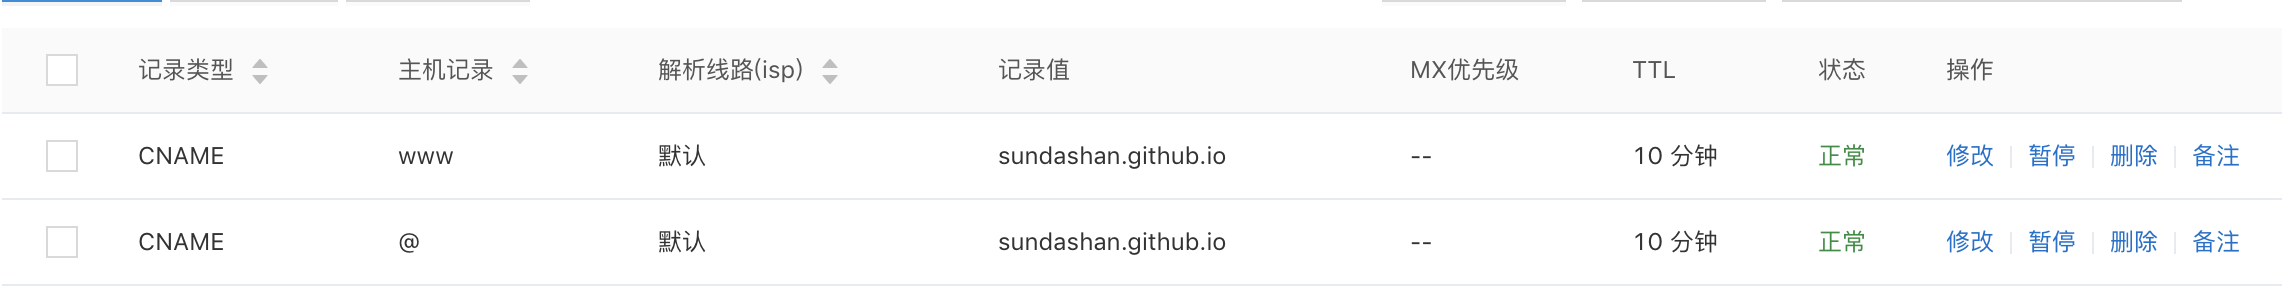 记录类型 主机记录 解析线路(isp) 记录值 MX优先级 TTL 状态 操作
CNAME www 默认 sundashan.github.io -- 10 分钟 正常 修改 暂停 删除 备注
CNAME @ 默认 sundashan.github.io -- 10 分钟 正常 修改 暂停 删除 备注